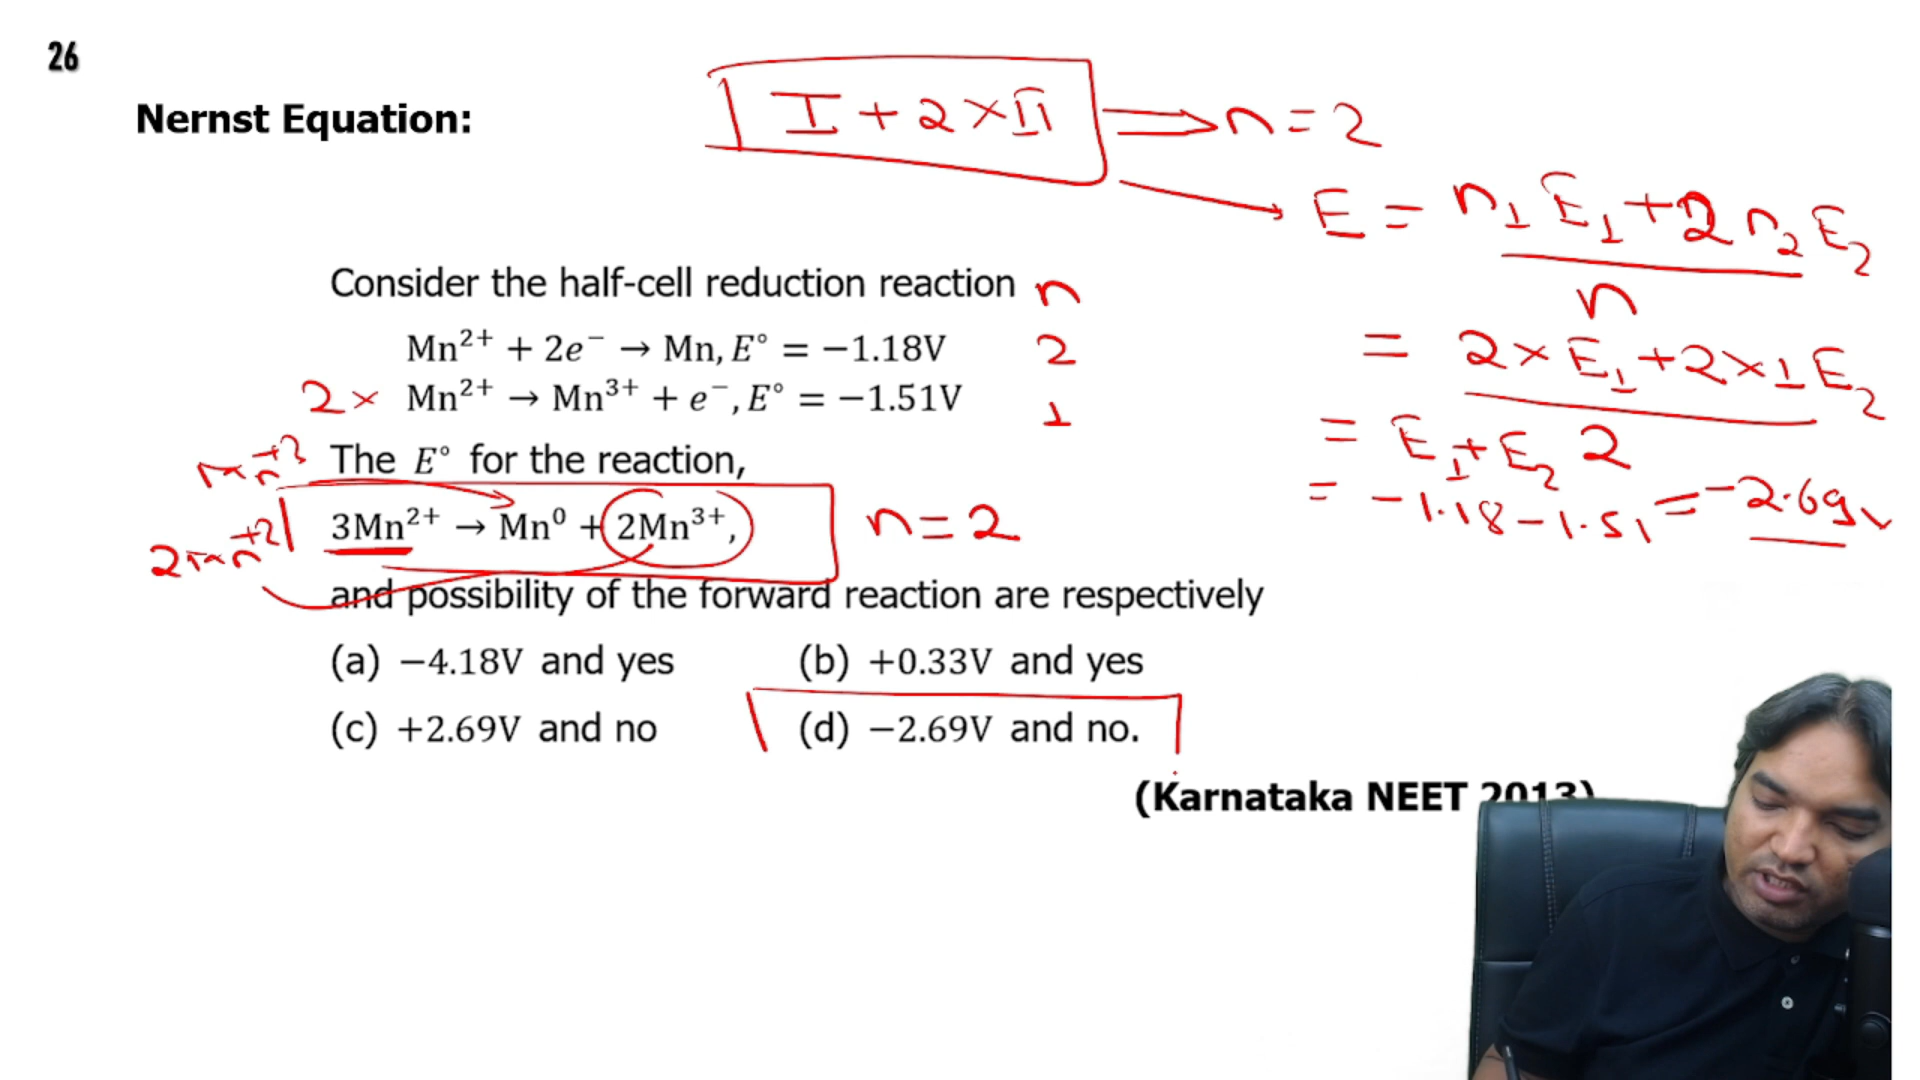 26
Nernst Equation:
I + 2 × II ⇒ n = 2
E = n₁E₁ + 2n₂E₂
n
= 2 × E₁ + 2 × 1 E₂
2
= E₁ + E₂
= -1.18 - 1.51 = -2.69 v
Consider the half-cell reduction reaction n
Mn²⁺ + 2e⁻ → Mn, E° = −1.18V 2
2 × Mn²⁺ → Mn³⁺ + e⁻, E° = −1.51V 1
The E° for the reaction,
2Mn⁺²
3Mn²⁺ → Mn⁰ + 2Mn³⁺, n = 2
and possibility of the forward reaction are respectively
(a) −4.18V and yes (b) +0.33V and yes
(c) +2.69V and no (d) −2.69V and no.
(Karnataka NEET 2013)